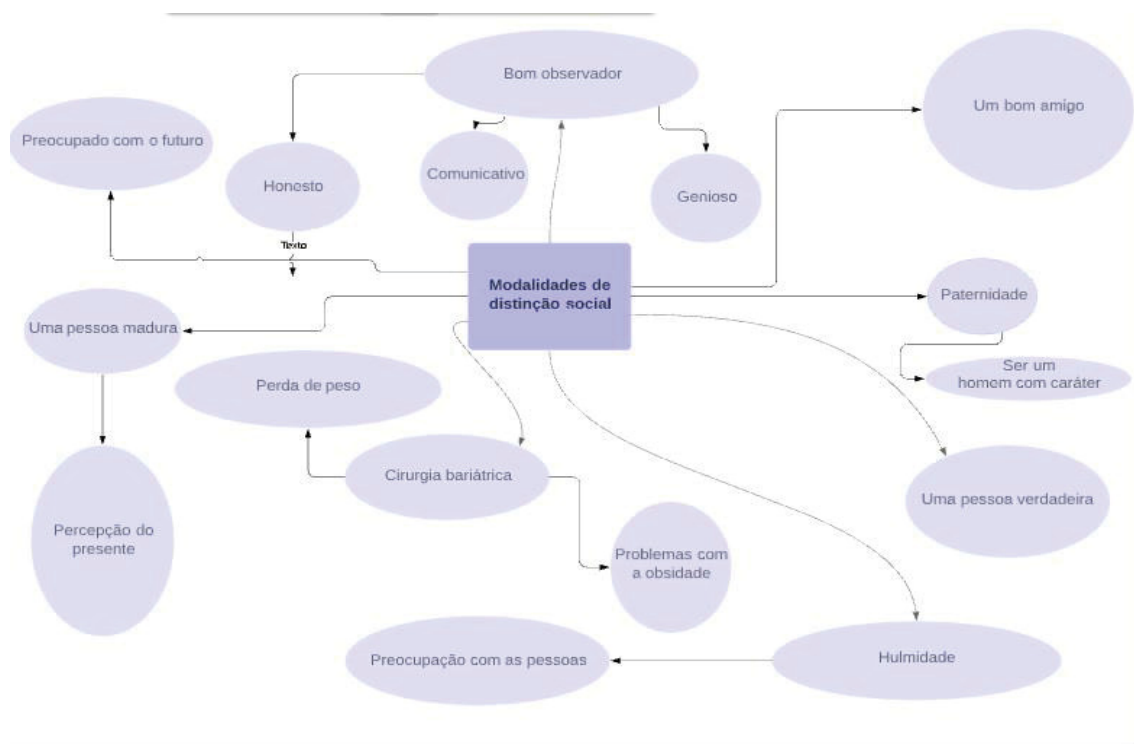 Bom observador
Um bom amigo
Preocupado com o futuro
Honesto
Comunicativo
Genioso
Texto
Modalidades de
distinção social
Paternidade
Uma pessoa madura
Ser um
homem com caráter
Perda de peso
Cirurgia bariátrica
Uma pessoa verdadeira
Percepção do
presente
Problemas com
a obsidade
Preocupação com as pessoas
Hulmidade